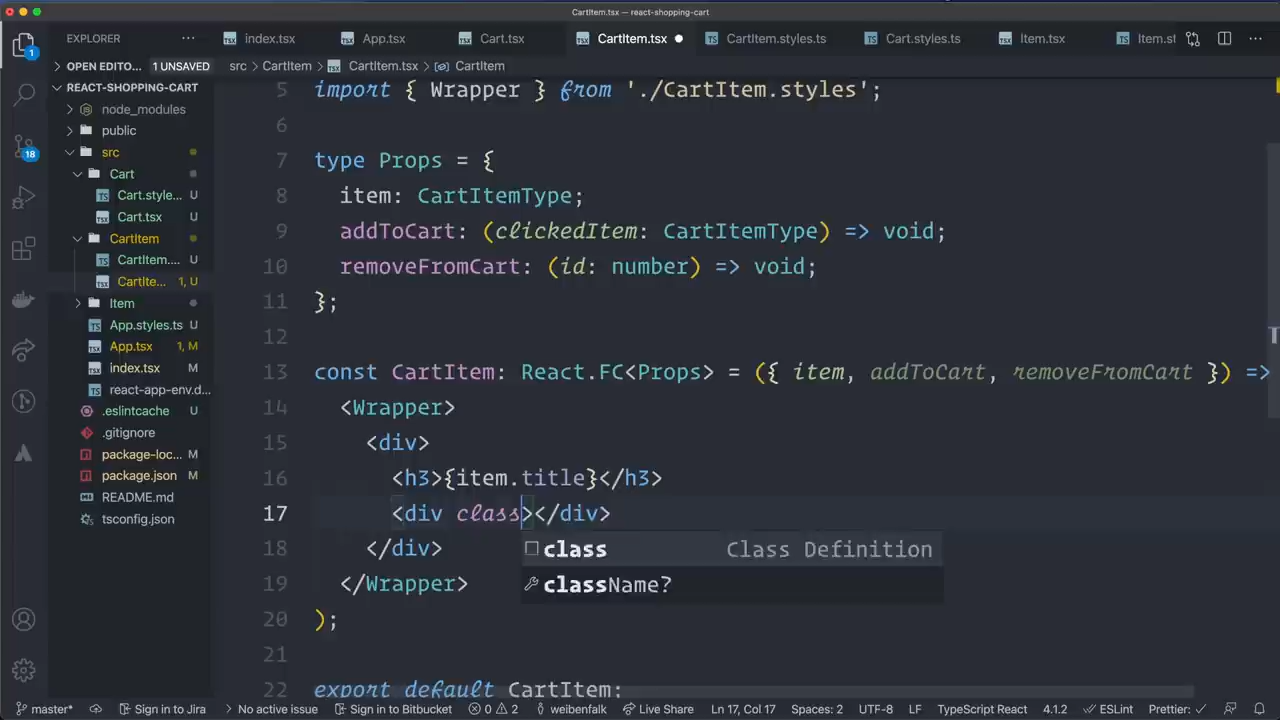 CartItem.tsx — react-shopping-cart
EXPLORER ··· index.tsx App.tsx Cart.tsx CartItem.tsx CartItem.styles.ts Cart.styles.ts Item.tsx Item.st
OPEN EDITO... 1 UNSAVED src > CartItem > CartItem.tsx > CartItem
REACT-SHOPPING-CART
node_modules
public
src
Cart
Cart.style... U
Cart.tsx U
CartItem
CartItem.... U
CartIte... 1, U
Item
App.styles.ts U
App.tsx 1, M
index.tsx M
react-app-env.d...
.eslintcache U
.gitignore
package-loc... M
package.json M
README.md
tsconfig.json
1
18
5 import { Wrapper } from './CartItem.styles';
6
7 type Props = {
8 item: CartItemType;
9 addToCart: (clickedItem: CartItemType) => void;
10 removeFromCart: (id: number) => void;
11 };
12
13 const CartItem: React.FC<Props> = ({ item, addToCart, removeFromCart }) =>
14 <Wrapper>
15 <div>
16 <h3>{item.title}</h3>
17 <div class></div>
class Class Definition
18 </div>
className?
19 </Wrapper>
20 );
21
22 export default CartItem;
master* Sign in to Jira No active issue Sign in to Bitbucket 0 2 weibenfalk Live Share Ln 17, Col 17 Spaces: 2 UTF-8 LF TypeScript React 4.1.2 ESLint Prettier: ✓